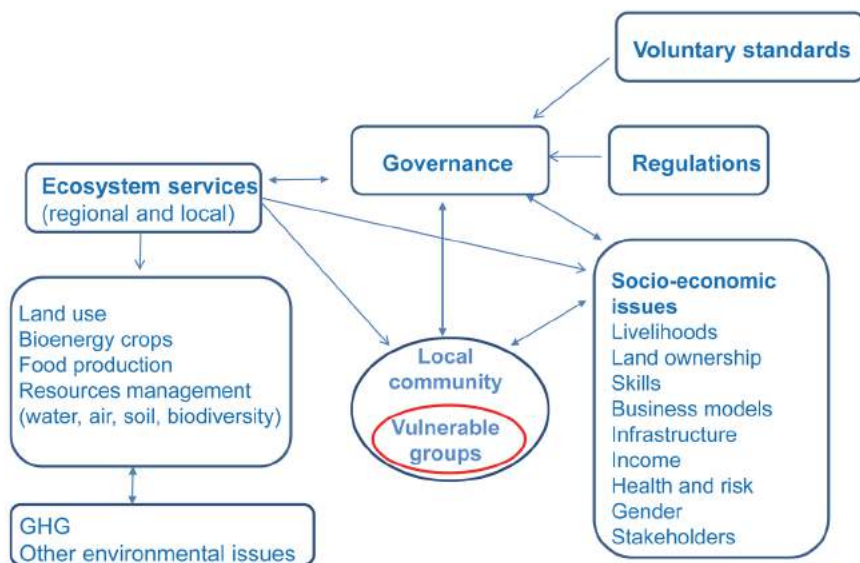 Voluntary standards
Governance
Regulations
Ecosystem services
(regional and local)
Land use
Bioenergy crops
Food production
Resources management
(water, air, soil, biodiversity)
GHG
Other environmental issues
Local
community
Vulnerable
groups
Socio-economic
issues
Livelihoods
Land ownership
Skills
Business models
Infrastructure
Income
Health and risk
Gender
Stakeholders